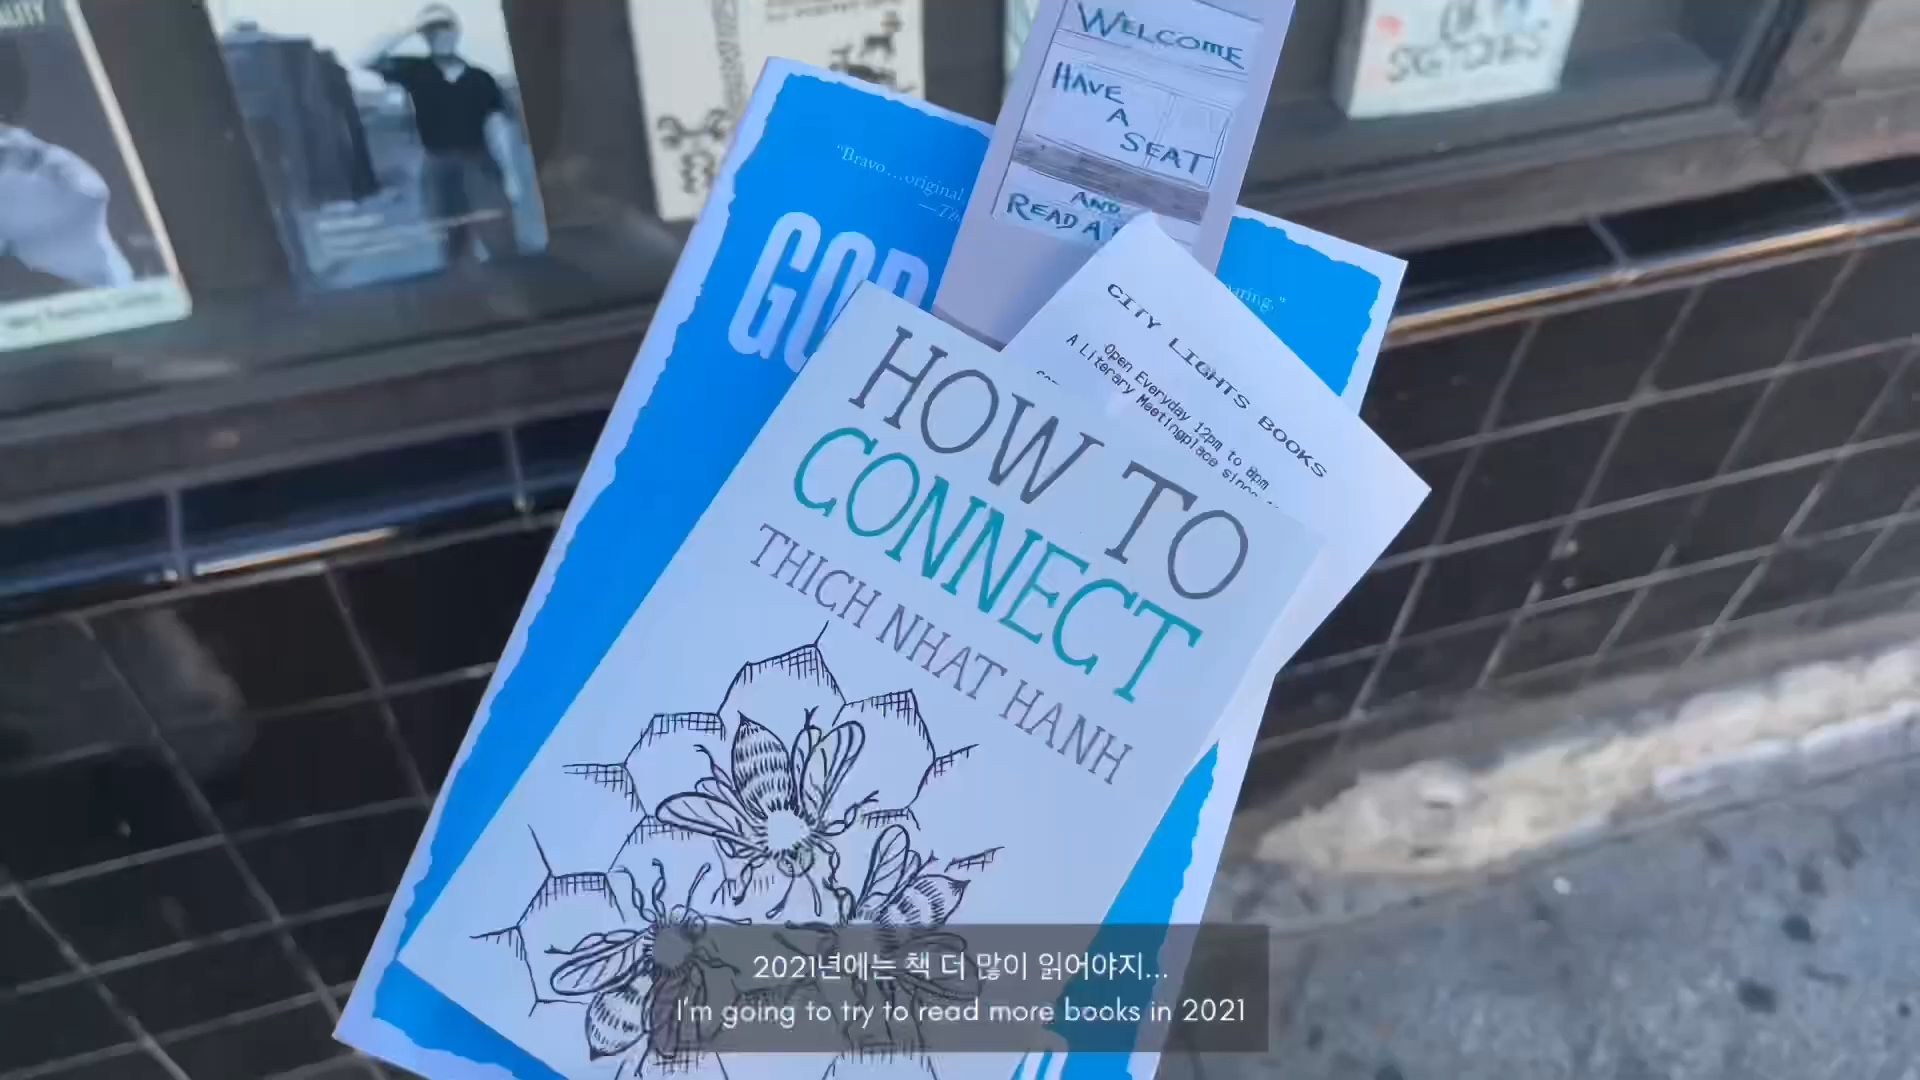 WELCOME
HAVE
A
SEAT
AND
READ A
"Bravo...original
GOD
HOW TO
CONNECT
THICH NHAT HANH
CITY LIGHTS BOOKS
Open Everyday 12pm to 8pm
A Literary Meetingplace since
2021년에는 책 더 많이 읽어야지...
I'm going to try to read more books in 2021